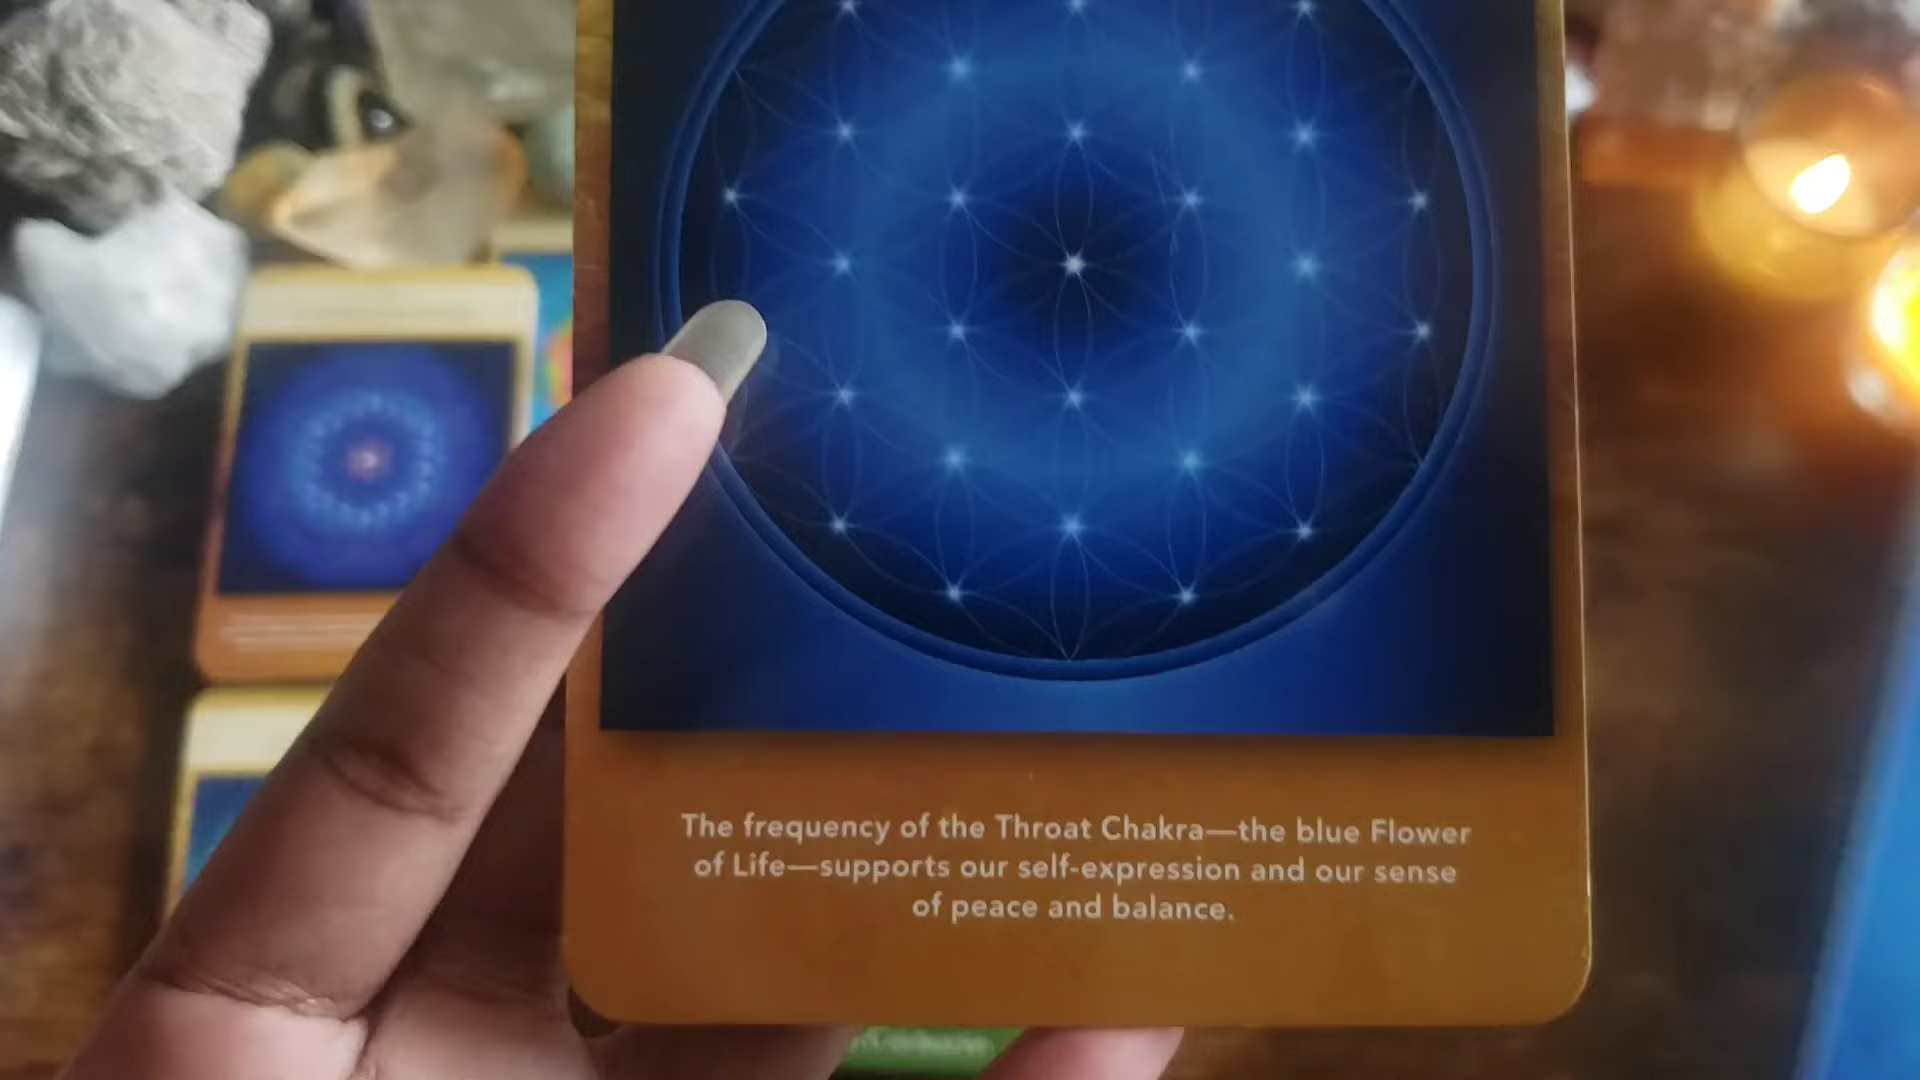 The frequency of the Throat Chakra—the blue Flower
of Life—supports our self-expression and our sense
of peace and balance.